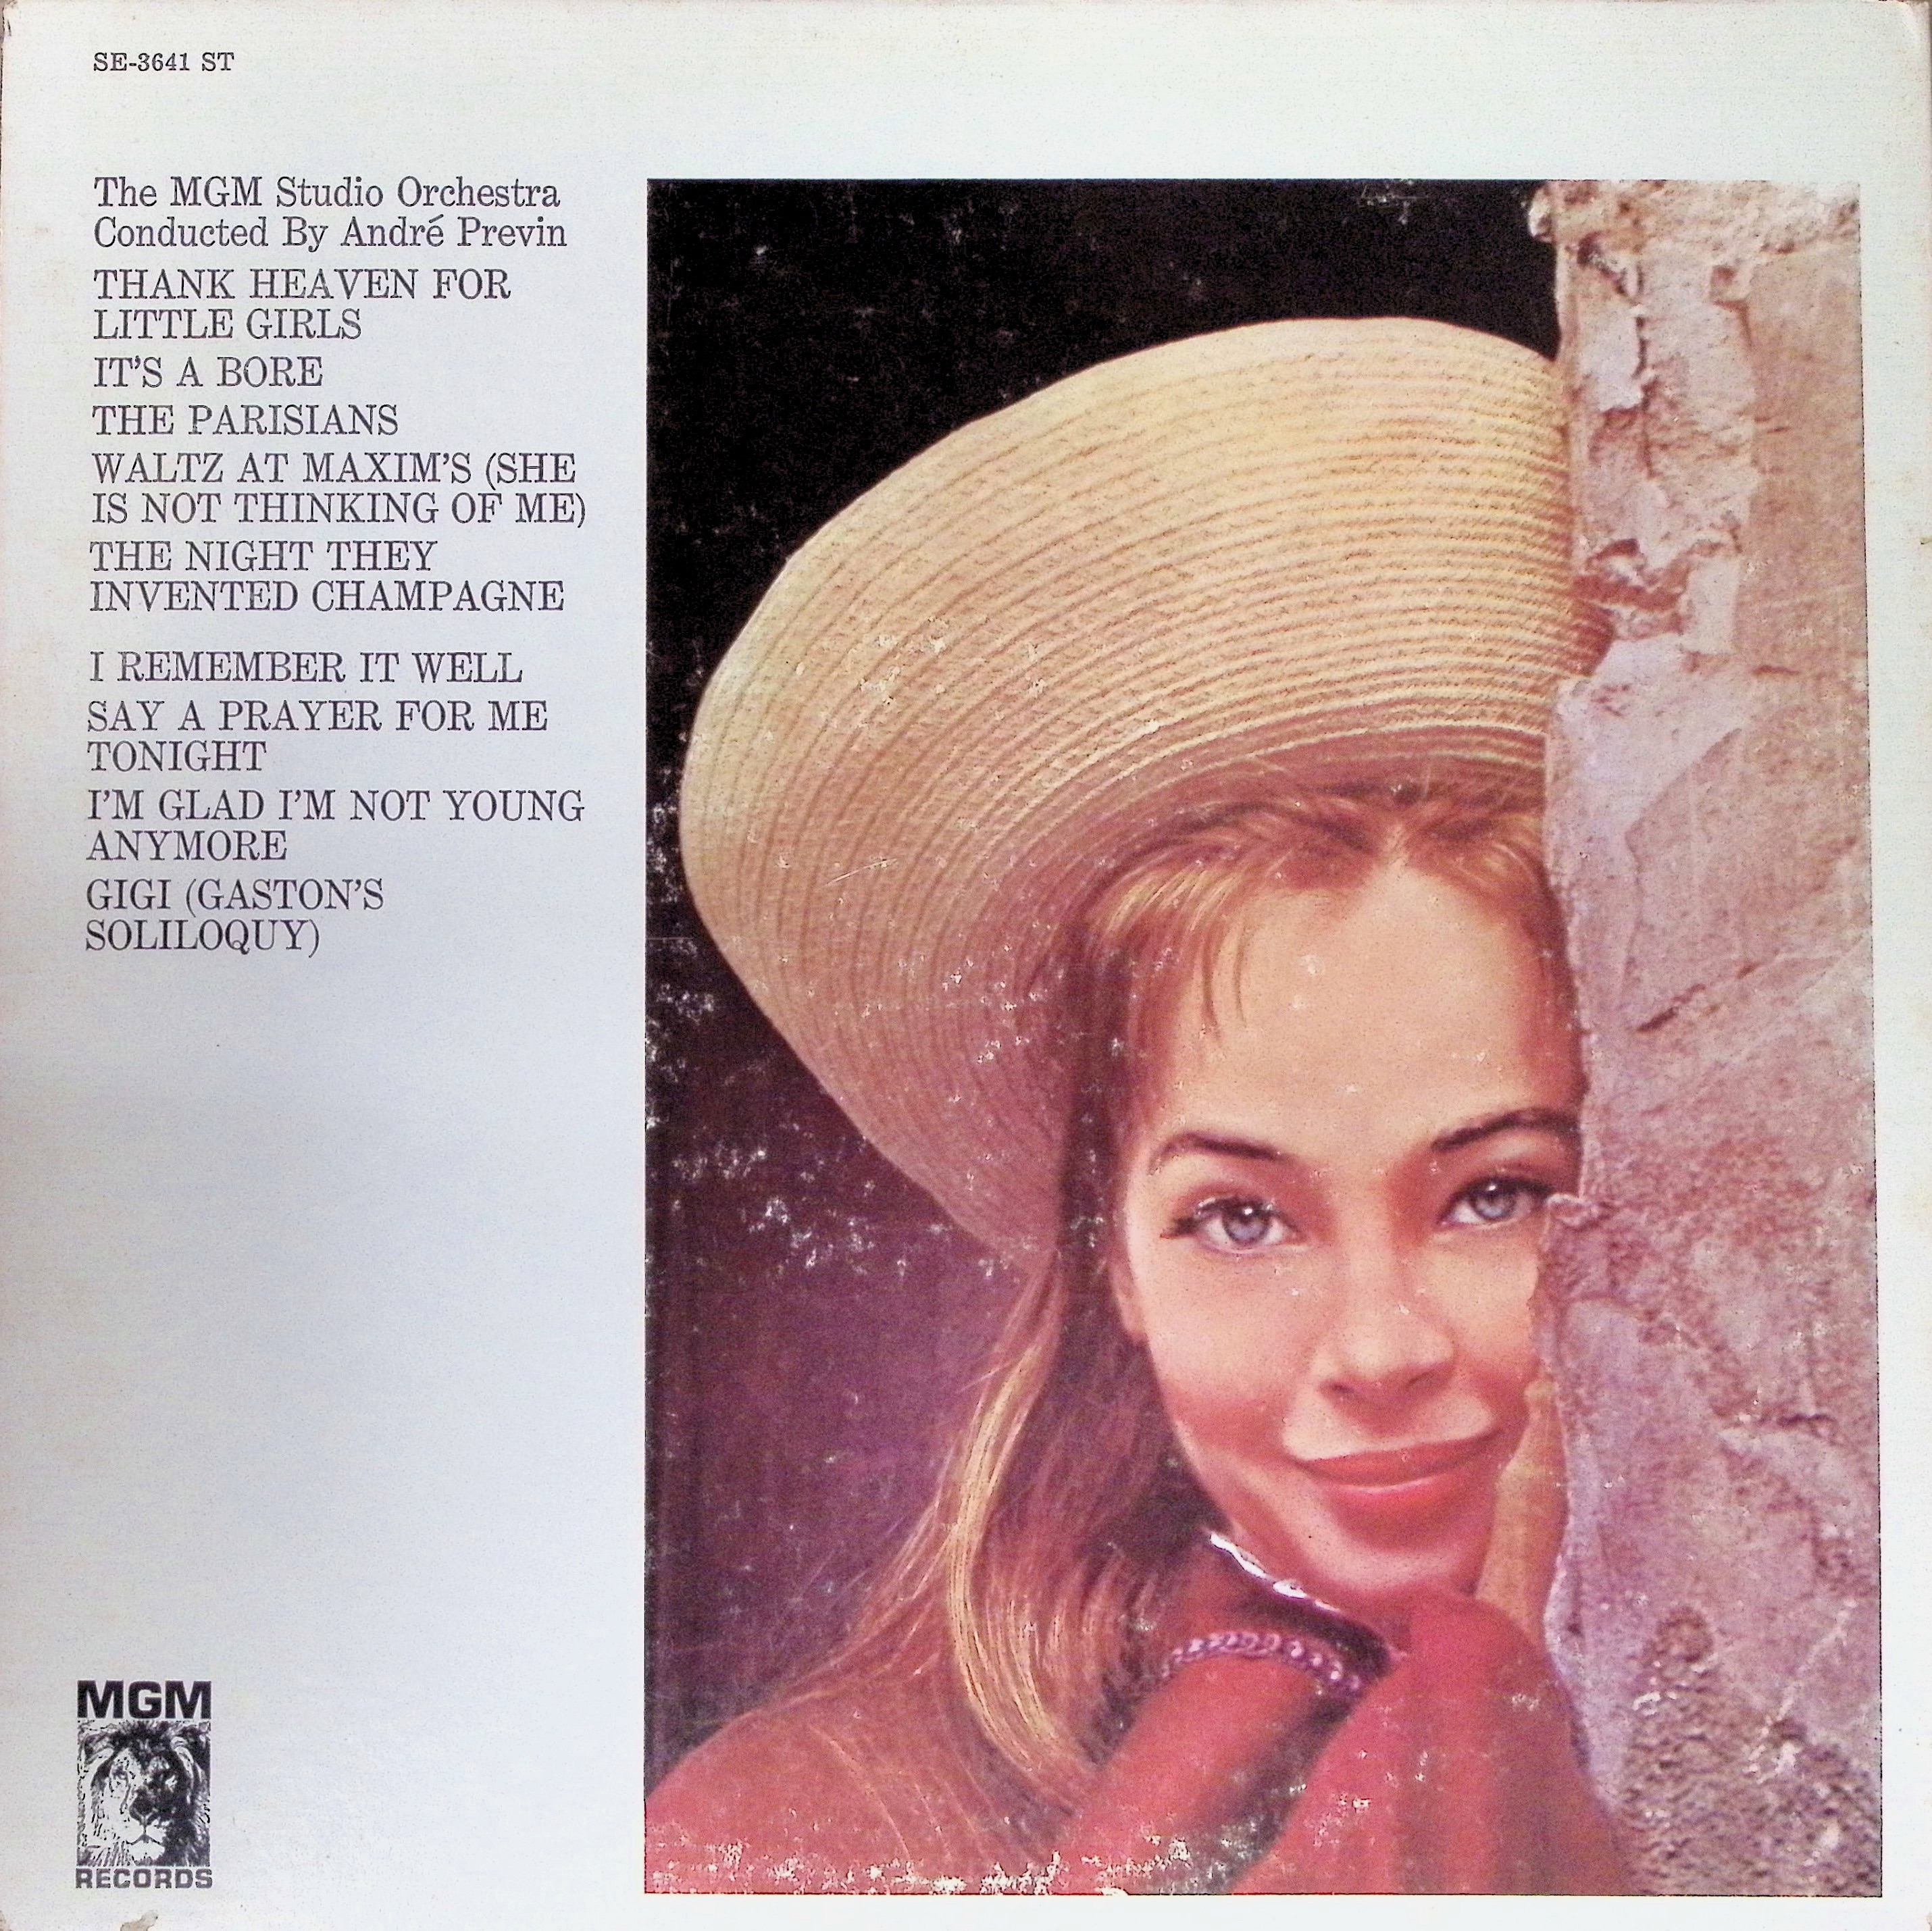 SE-3641 ST
The MGM Studio Orchestra
Conducted By André Previn
THANK HEAVEN FOR
LITTLE GIRLS
IT'S A BORE
THE PARISIANS
WALTZ AT MAXIM'S (SHE
IS NOT THINKING OF ME)
THE NIGHT THEY
INVENTED CHAMPAGNE
I REMEMBER IT WELL
SAY A PRAYER FOR ME
TONIGHT
I'M GLAD I'M NOT YOUNG
ANYMORE
GIGI (GASTON'S
SOLILOQUY)
MGM
RECORDS